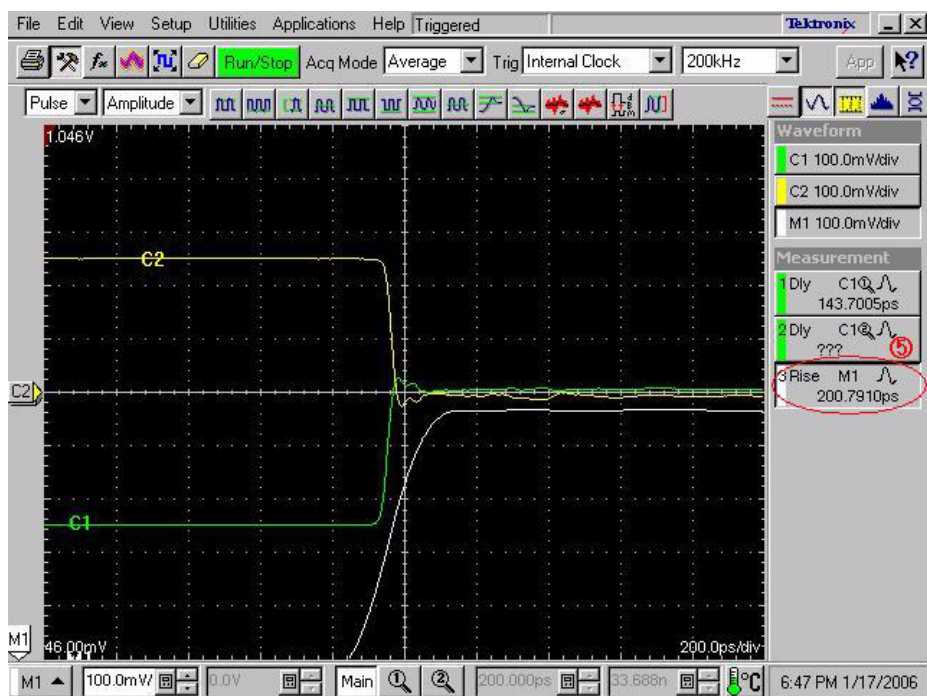 File Edit View Setup Utilities Applications Help Triggered Tektronix
Run/Stop Acq Mode Average Trig Internal Clock 200kHz App
Pulse Amplitude
1.046V
C2
C2
C1
M1
46.00mV
200.0ps/div
Waveform
C1 100.0mV/div
C2 100.0mV/div
M1 100.0mV/div
Measurement
1 Dly C1
143.7005ps
2 Dly C1
???
⑤
3 Rise M1
200.7910ps
M1 100.0mV/ 0.0V Main 1 2 200.000ps 33.688n °C 6:47 PM 1/17/2006